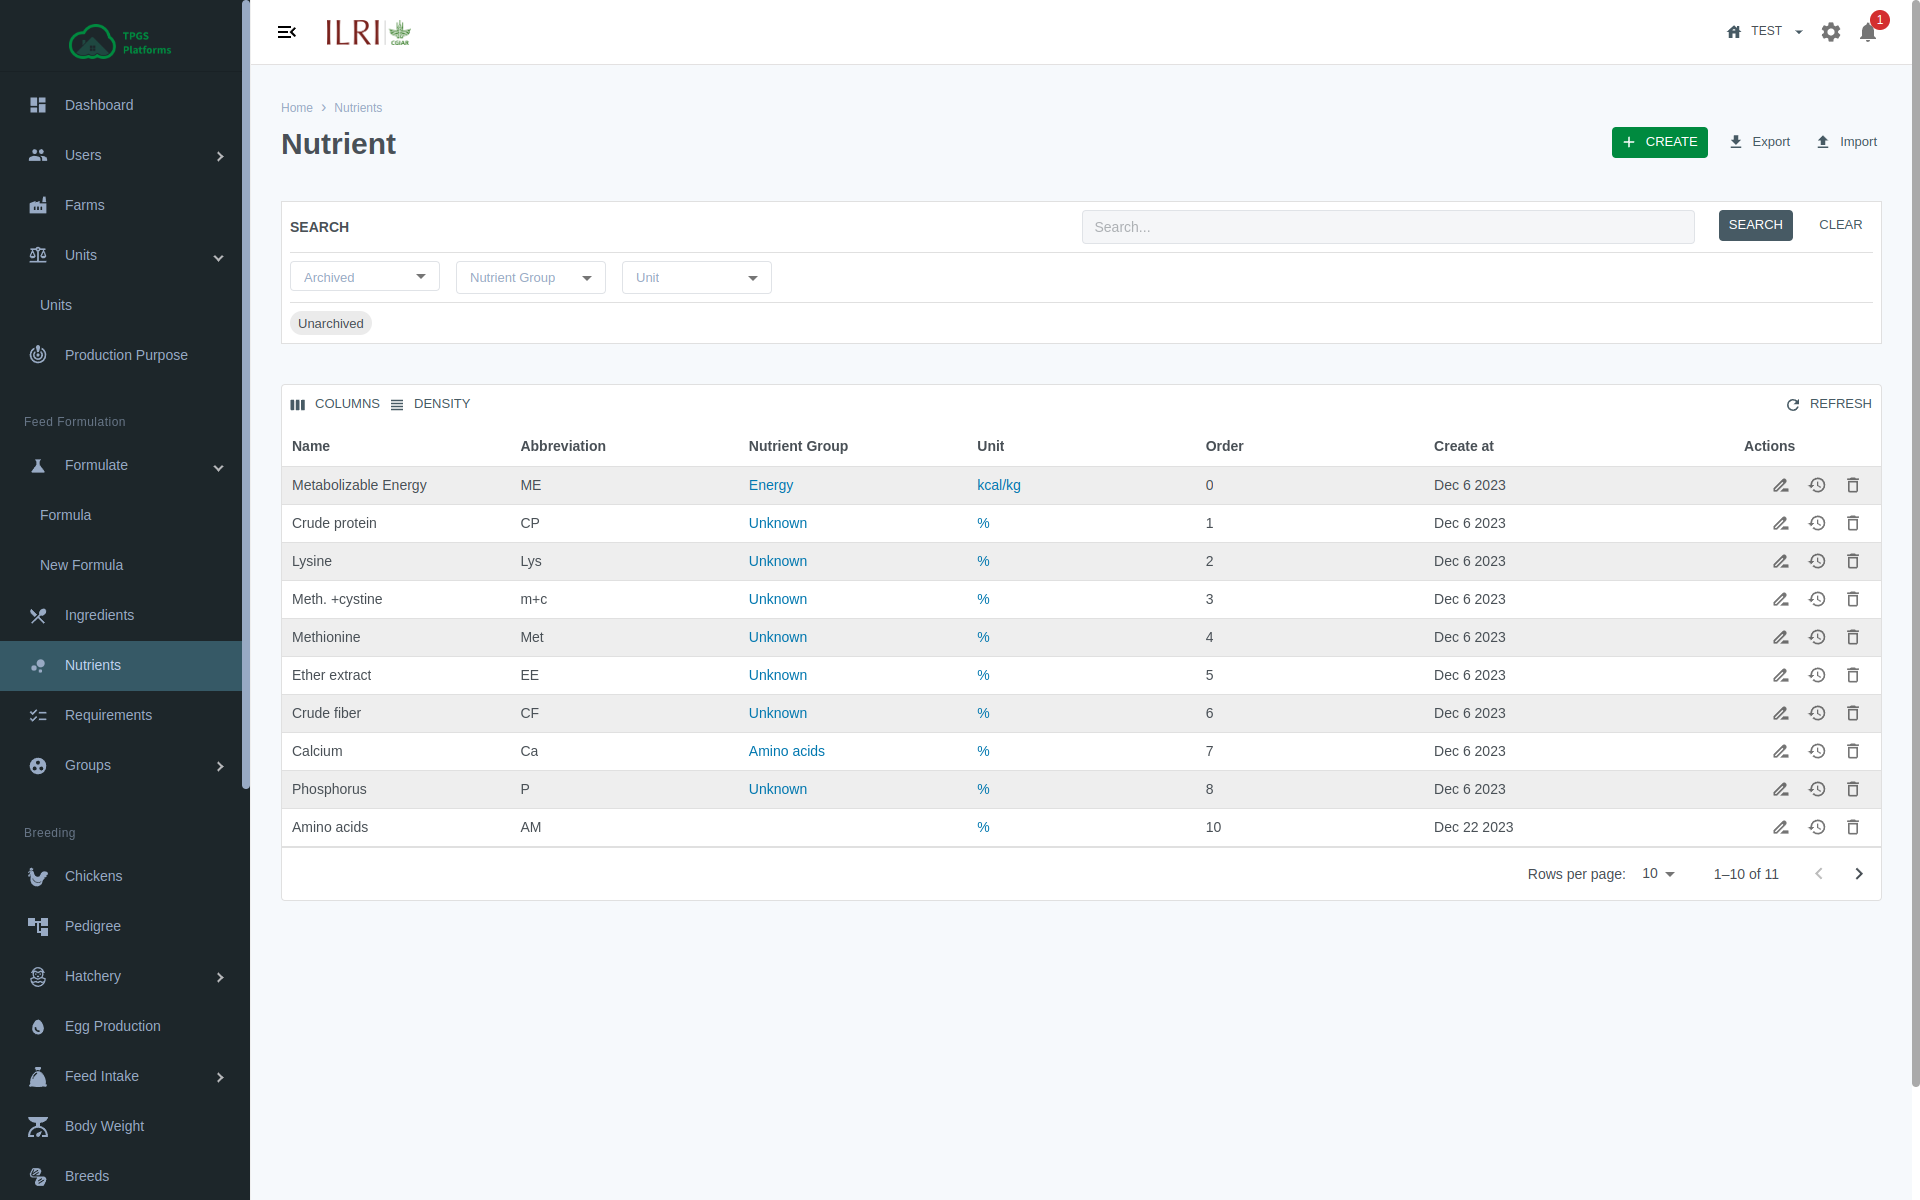 TPGS
Platforms
ILRI
CGIAR
TEST
1
Dashboard
Users
Farms
Units
Units
Production Purpose
Feed Formulation
Formulate
Formula
New Formula
Ingredients
Nutrients
Requirements
Groups
Breeding
Chickens
Pedigree
Hatchery
Egg Production
Feed Intake
Body Weight
Breeds
Home › Nutrients
Nutrient
CREATE Export Import
SEARCH Search... SEARCH CLEAR
Archived Nutrient Group Unit
Unarchived
COLUMNS DENSITY REFRESH
Name Abbreviation Nutrient Group Unit Order Create at Actions
Metabolizable Energy ME Energy kcal/kg 0 Dec 6 2023
Crude protein CP Unknown % 1 Dec 6 2023
Lysine Lys Unknown % 2 Dec 6 2023
Meth. +cystine m+c Unknown % 3 Dec 6 2023
Methionine Met Unknown % 4 Dec 6 2023
Ether extract EE Unknown % 5 Dec 6 2023
Crude fiber CF Unknown % 6 Dec 6 2023
Calcium Ca Amino acids % 7 Dec 6 2023
Phosphorus P Unknown % 8 Dec 6 2023
Amino acids AM % 10 Dec 22 2023
Rows per page: 10 1–10 of 11